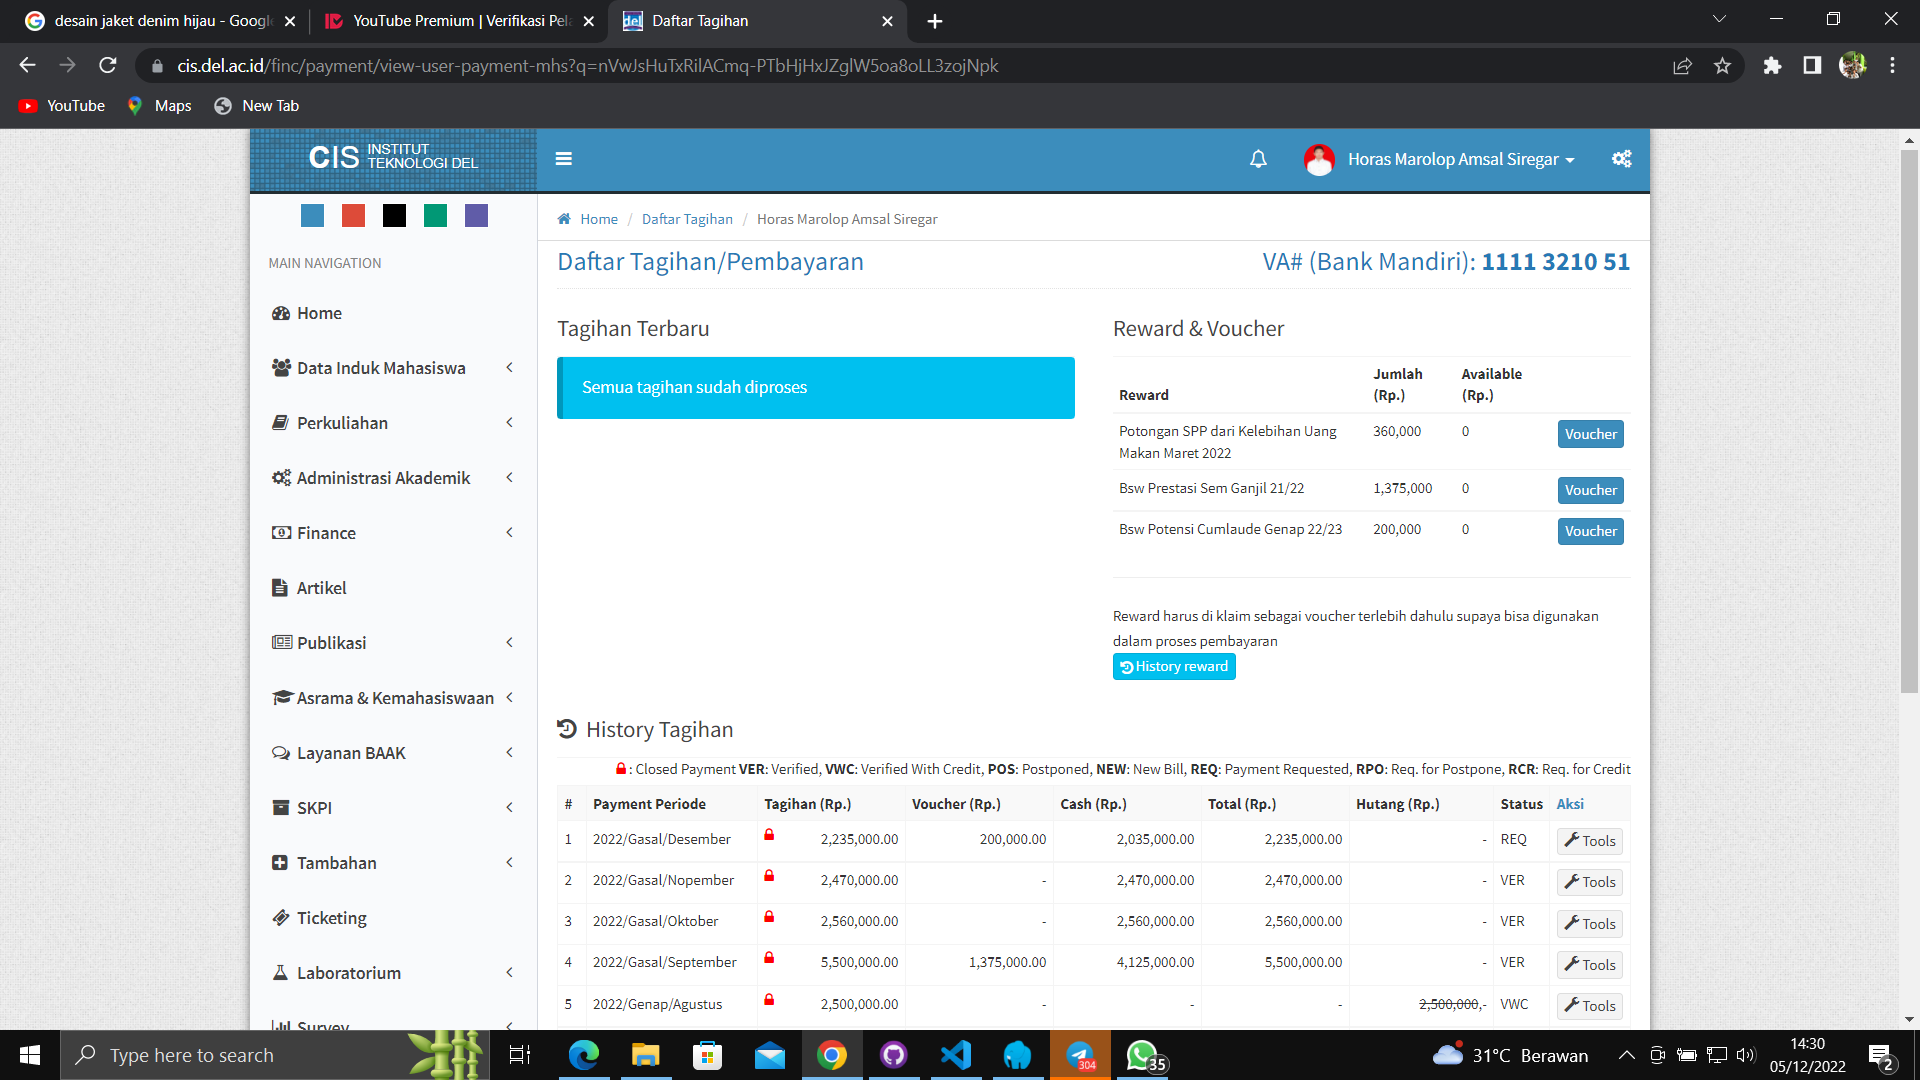 desain jaket denim hijau - Google
YouTube Premium | Verifikasi Pela
del Daftar Tagihan
cis.del.ac.id/finc/payment/view-user-payment-mhs?q=nVwJsHuTxRilACmq-PTbHjHxJZglW5oa8oLL3zojNpk
YouTube
Maps
New Tab
CIS INSTITUT TEKNOLOGI DEL
Horas Marolop Amsal Siregar
MAIN NAVIGATION
Home
Data Induk Mahasiswa
Perkuliahan
Administrasi Akademik
Finance
Artikel
Publikasi
Asrama & Kemahasiswaan
Layanan BAAK
SKPI
Tambahan
Ticketing
Laboratorium
Survey
Home / Daftar Tagihan / Horas Marolop Amsal Siregar
Daftar Tagihan/Pembayaran
VA# (Bank Mandiri): 1111 3210 51
Tagihan Terbaru
Semua tagihan sudah diproses
Reward & Voucher
Reward Jumlah (Rp.) Available (Rp.)
Potongan SPP dari Kelebihan Uang Makan Maret 2022 360,000 0 Voucher
Bsw Prestasi Sem Ganjil 21/22 1,375,000 0 Voucher
Bsw Potensi Cumlaude Genap 22/23 200,000 0 Voucher
Reward harus di klaim sebagai voucher terlebih dahulu supaya bisa digunakan
dalam proses pembayaran
History reward
History Tagihan
: Closed Payment VER: Verified, VWC: Verified With Credit, POS: Postponed, NEW: New Bill, REQ: Payment Requested, RPO: Req. for Postpone, RCR: Req. for Credit
# Payment Periode Tagihan (Rp.) Voucher (Rp.) Cash (Rp.) Total (Rp.) Hutang (Rp.) Status Aksi
1 2022/Gasal/Desember 2,235,000.00 200,000.00 2,035,000.00 2,235,000.00 - REQ Tools
2 2022/Gasal/Nopember 2,470,000.00 - 2,470,000.00 2,470,000.00 - VER Tools
3 2022/Gasal/Oktober 2,560,000.00 - 2,560,000.00 2,560,000.00 - VER Tools
4 2022/Gasal/September 5,500,000.00 1,375,000.00 4,125,000.00 5,500,000.00 - VER Tools
5 2022/Genap/Agustus 2,500,000.00 - - - 2,500,000,- VWC Tools
Type here to search
304
35
31°C Berawan
14:30
05/12/2022
2